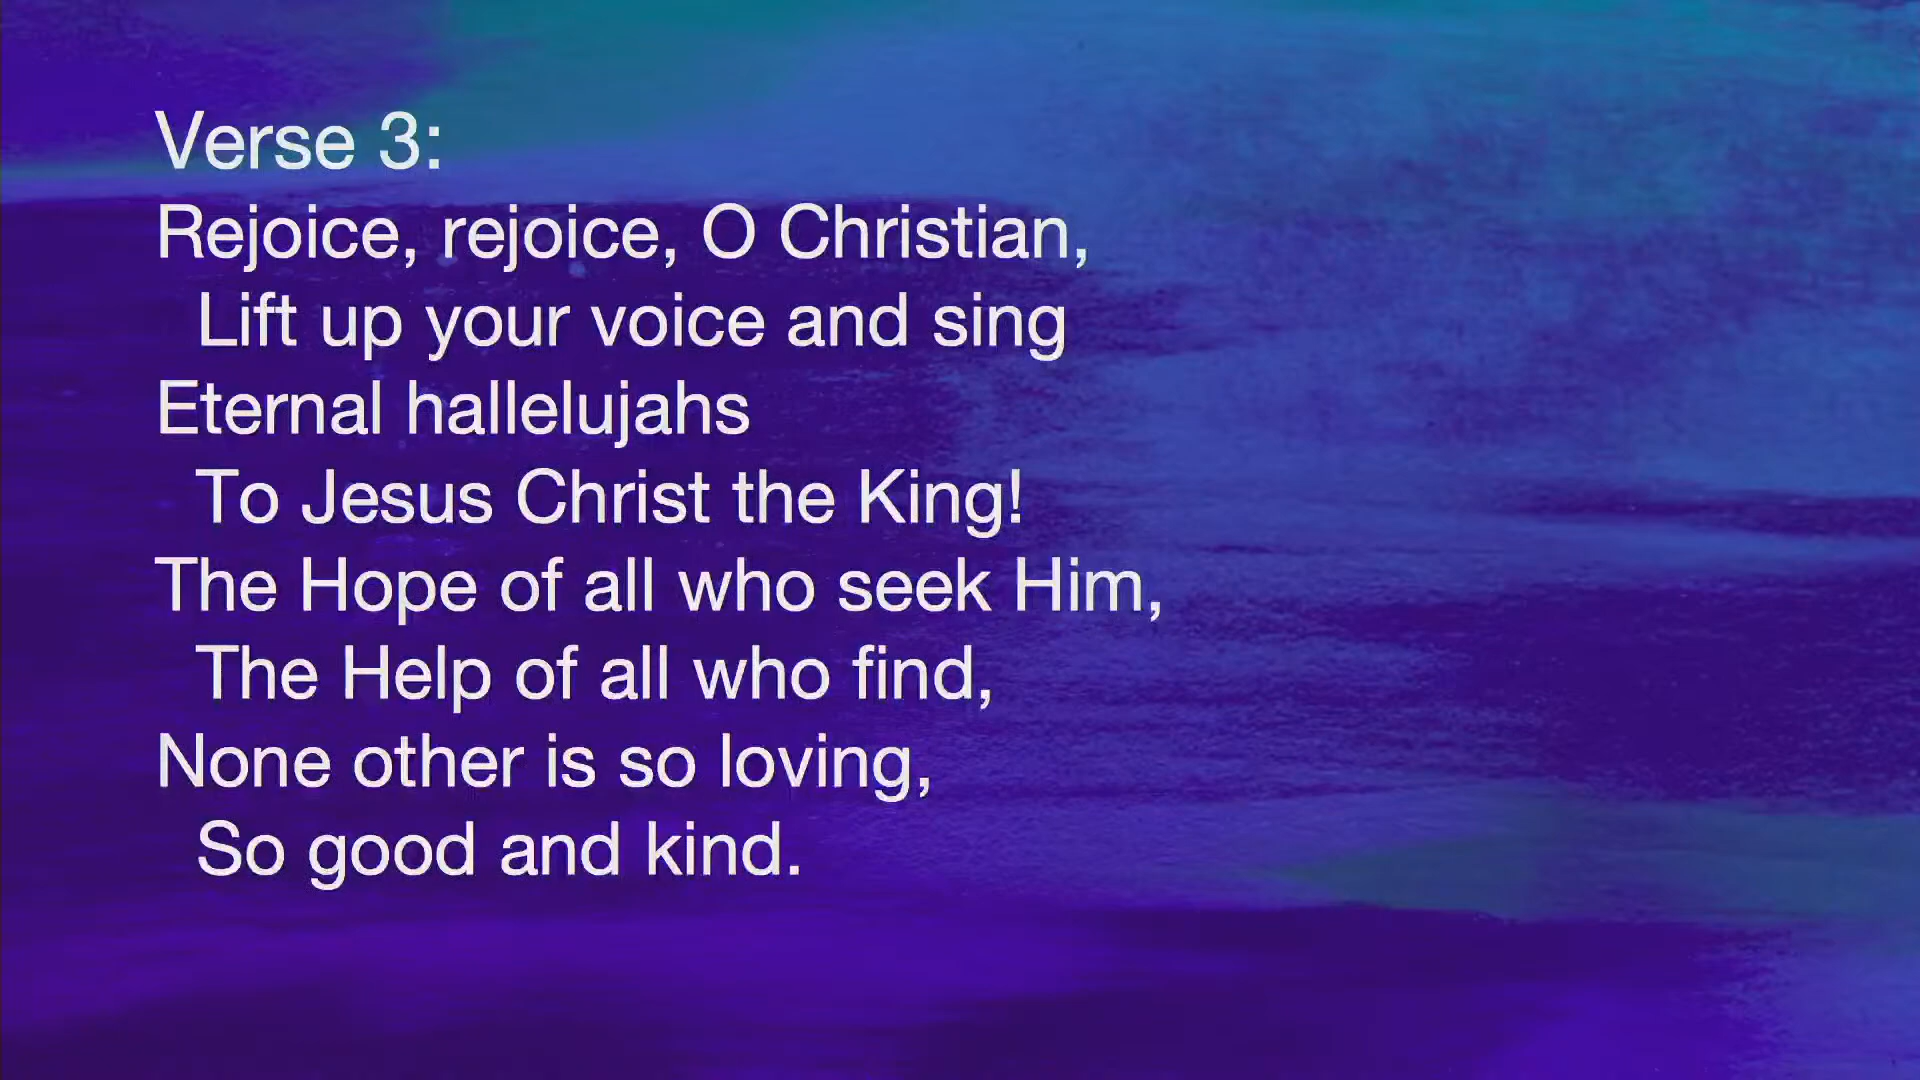 Verse 3:
Rejoice, rejoice, O Christian,
Lift up your voice and sing
Eternal hallelujahs
To Jesus Christ the King!
The Hope of all who seek Him,
The Help of all who find,
None other is so loving,
So good and kind.